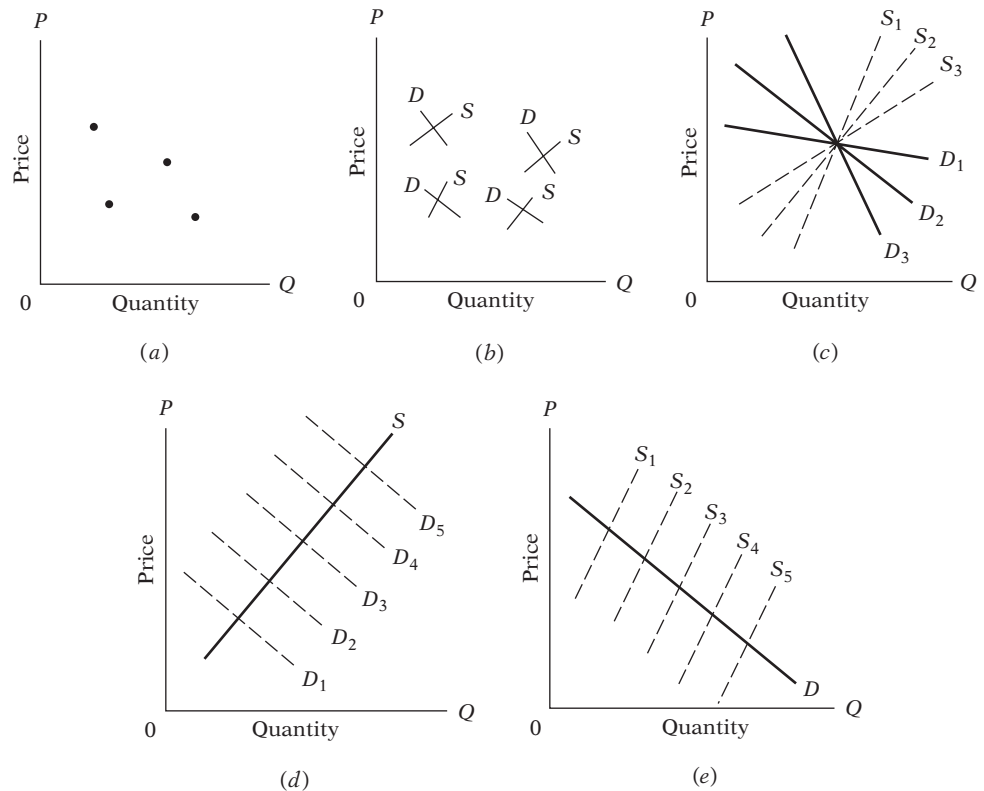 P
Price
0
Quantity
Q
(a)
P
Price
D
S
D
S
D
S
D
S
0
Quantity
Q
(b)
P
Price
S1
S2
S3
D1
D2
D3
0
Quantity
Q
(c)
P
Price
S
D5
D4
D3
D2
D1
0
Quantity
Q
(d)
P
Price
S1
S2
S3
S4
S5
D
0
Quantity
Q
(e)